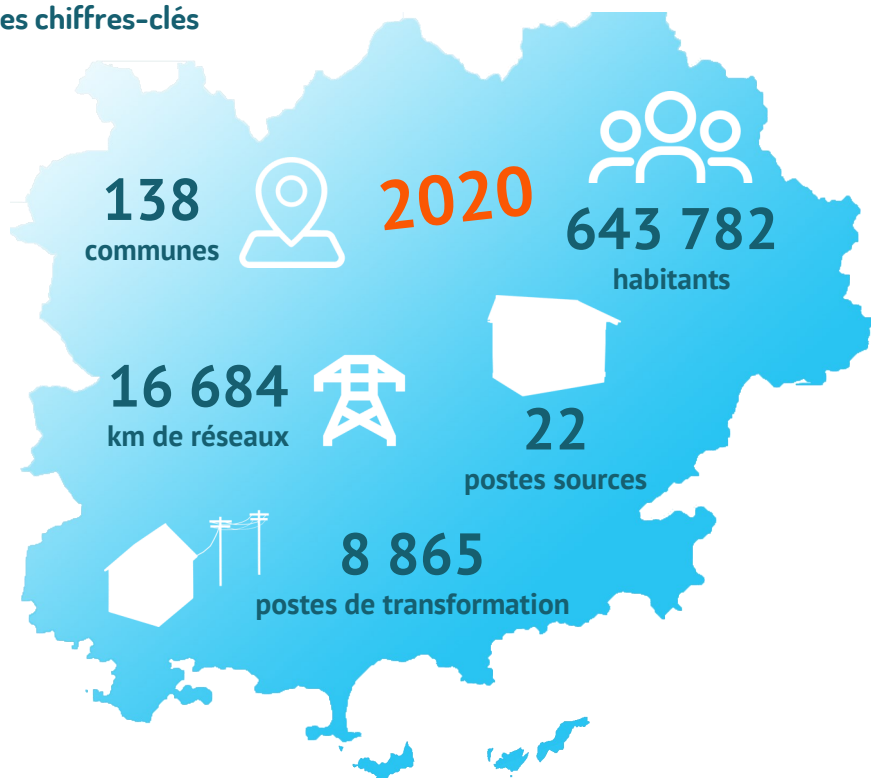 es chiffres-clés
138
communes
2020
643 782
habitants
16 684
km de réseaux
22
postes sources
8 865
postes de transformation